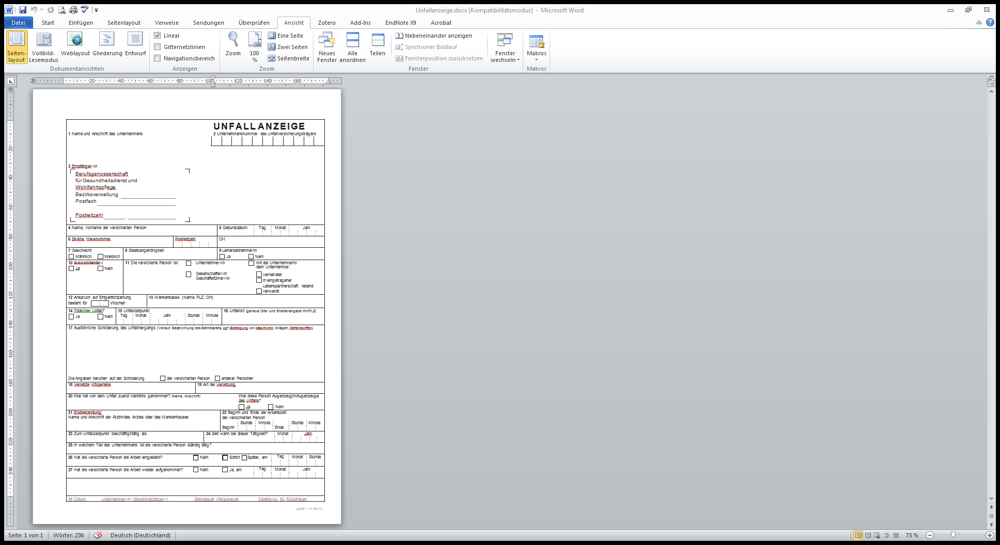 Unfallanzeige.docx [Kompatibilitätsmodus] - Microsoft Word
Datei Start Einfügen Seitenlayout Verweise Sendungen Überprüfen Ansicht Zotero Add-Ins EndNote X9 Acrobat
Seiten-
layout
Vollbild-
Lesemodus
Weblayout
Gliederung
Entwurf
Dokumentansichten
Lineal
Gitternetzlinien
Navigationsbereich
Anzeigen
Zoom
100
%
Eine Seite
Zwei Seiten
Seitenbreite
Zoom
Neues
Fenster
Alle
anordnen
Teilen
Nebeneinander anzeigen
Synchroner Bildlauf
Fensterposition zurücksetzen
Fenster
wechseln
Fenster
Makros
Makros
20 20 40 60 80 100 120 140 160
20 20 40 60 80 100 120 140 160 180 200 220 240
UNFALLANZEIGE
1 Name und Anschrift des Unternehmens
2 Unternehmensnummer des Unfallversicherungsträgers
3 Empfänger/-in
Berufsgenossenschaft
für Gesundheitsdienst und
Wohlfahrtspflege
Bezirksverwaltung
Postfach
Postleitzahl
4 Name, Vorname der versicherten Person
5 Geburtsdatum Tag Monat Jahr
6 Straße, Hausnummer Postleitzahl Ort
7 Geschlecht
Männlich Weiblich
8 Staatsangehörigkeit
9 Leiharbeitnehmer/in
Ja Nein
10 Auszubildende/-r
Ja Nein
11 Die versicherte Person ist
Unternehmer/-in
Gesellschafter/-in
Geschäftsführer/-in
mit der Unternehmerin/
dem Unternehmer:
verheiratet
in eingetragener
Lebenspartnerschaft lebend
verwandt
12 Anspruch auf Entgeltfortzahlung
besteht für Wochen
13 Krankenkasse (Name, PLZ, Ort)
14 Tödlicher Unfall?
Ja Nein
15 Unfallzeitpunkt
Tag Monat Jahr Stunde Minute
16 Unfallort (genaue Orts- und Straßenangabe mit PLZ)
17 Ausführliche Schilderung des Unfallhergangs (Verlauf, Bezeichnung des Betriebsteils, ggf. Beteiligung von Maschinen, Anlagen, Gefahrstoffen)
Die Angaben beruhen auf der Schilderung der versicherten Person anderer Personen
18 Verletzte Körperteile
19 Art der Verletzung
20 Wer hat von dem Unfall zuerst Kenntnis genommen? (Name, Anschrift)
War diese Person Augenzeugin/Augenzeuge
des Unfalls?
Ja Nein
21 Erstbehandlung:
Name und Anschrift der Ärztin/des Arztes oder des Krankenhauses
22 Beginn und Ende der Arbeitszeit
der versicherten Person
Stunde Minute Stunde Minute
Beginn Ende
23 Zum Unfallzeitpunkt beschäftigt/tätig als
24 Seit wann bei dieser Tätigkeit? Monat Jahr
25 In welchem Teil des Unternehmens ist die versicherte Person ständig tätig?
26 Hat die versicherte Person die Arbeit eingestellt? Nein Sofort Später, am Tag Monat Stunde
27 Hat die versicherte Person die Arbeit wieder aufgenommen? Nein Ja, am Tag Monat Jahr
28 Datum Unternehmer/-in (Bevollmächtigte/-r) Betriebsrat (Personalrat) Telefon-Nr. für Rückfragen
Seite: 1 von 1 Wörter: 236 Deutsch (Deutschland) 75 %